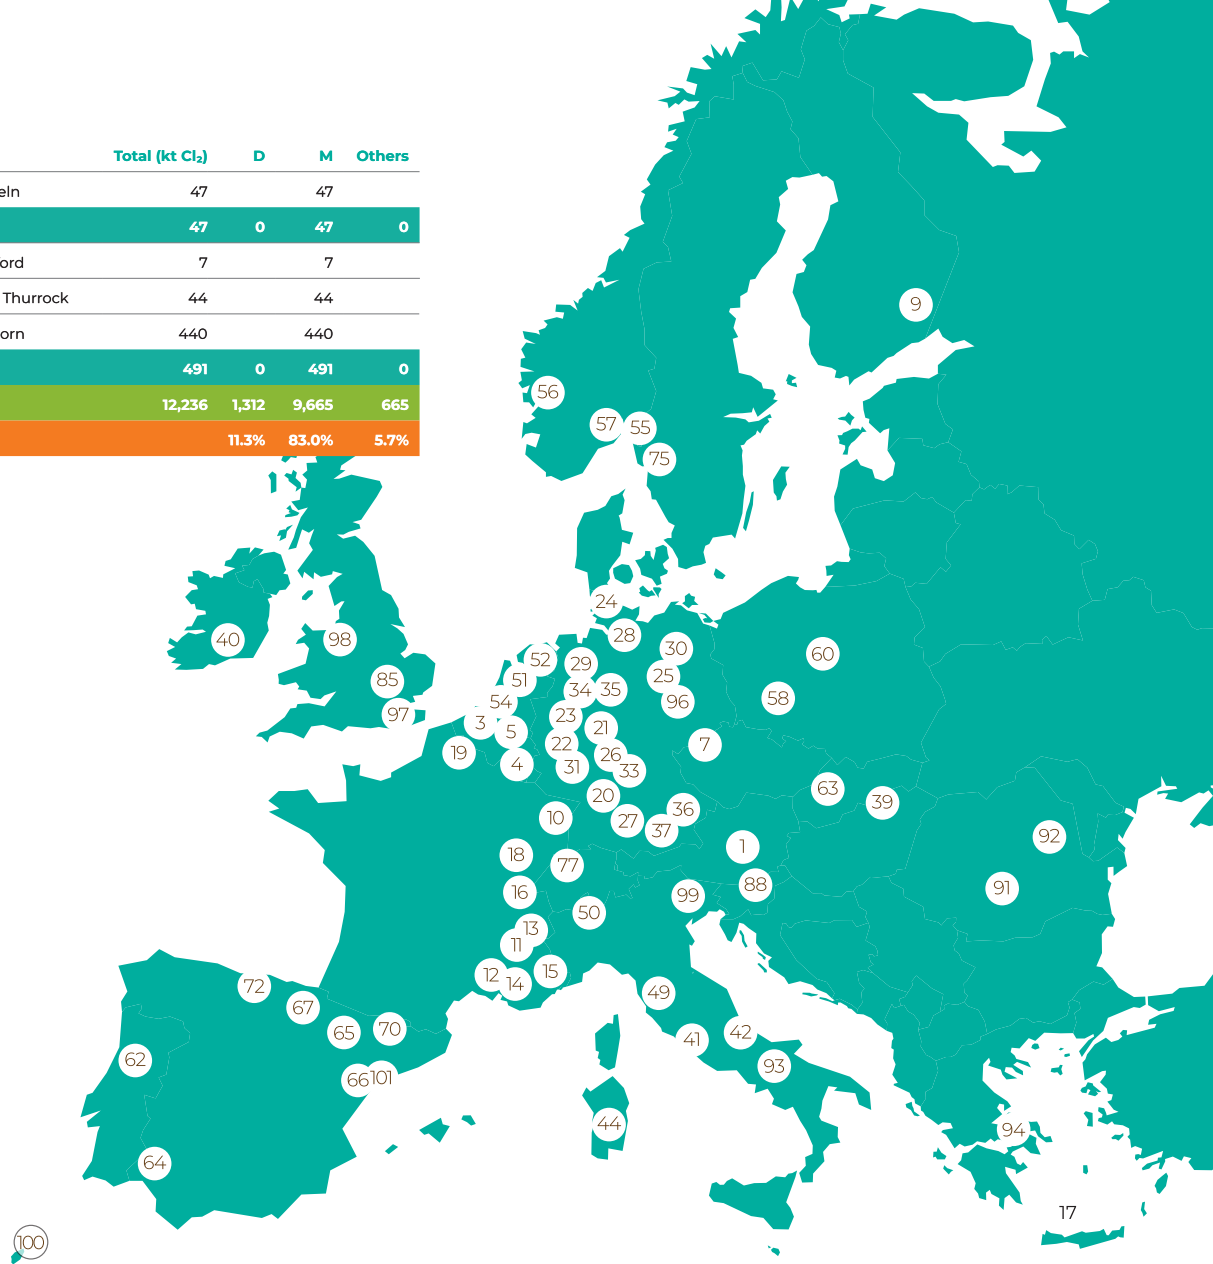 Total (kt Cl₂) D M Others
eln 47 47
47 0 47 0
ord 7 7
Thurrock 44 44
orn 440 440
491 0 491 0
12,236 1,312 9,665 665
11.3% 83.0% 5.7%
9
56
57 55
75
24
28
40 98 30
52 29 60
85 51 34 35 25
54 96 58
97 3 23
5 21
19 22 26 7
4 31 33
20 63 39
10 27 36
37 92
18 1
77
16 99 88 91
50
13
11
12 14 15
72 49
67
65 70 41 42
62
66 101 93
44 94
64
17
100